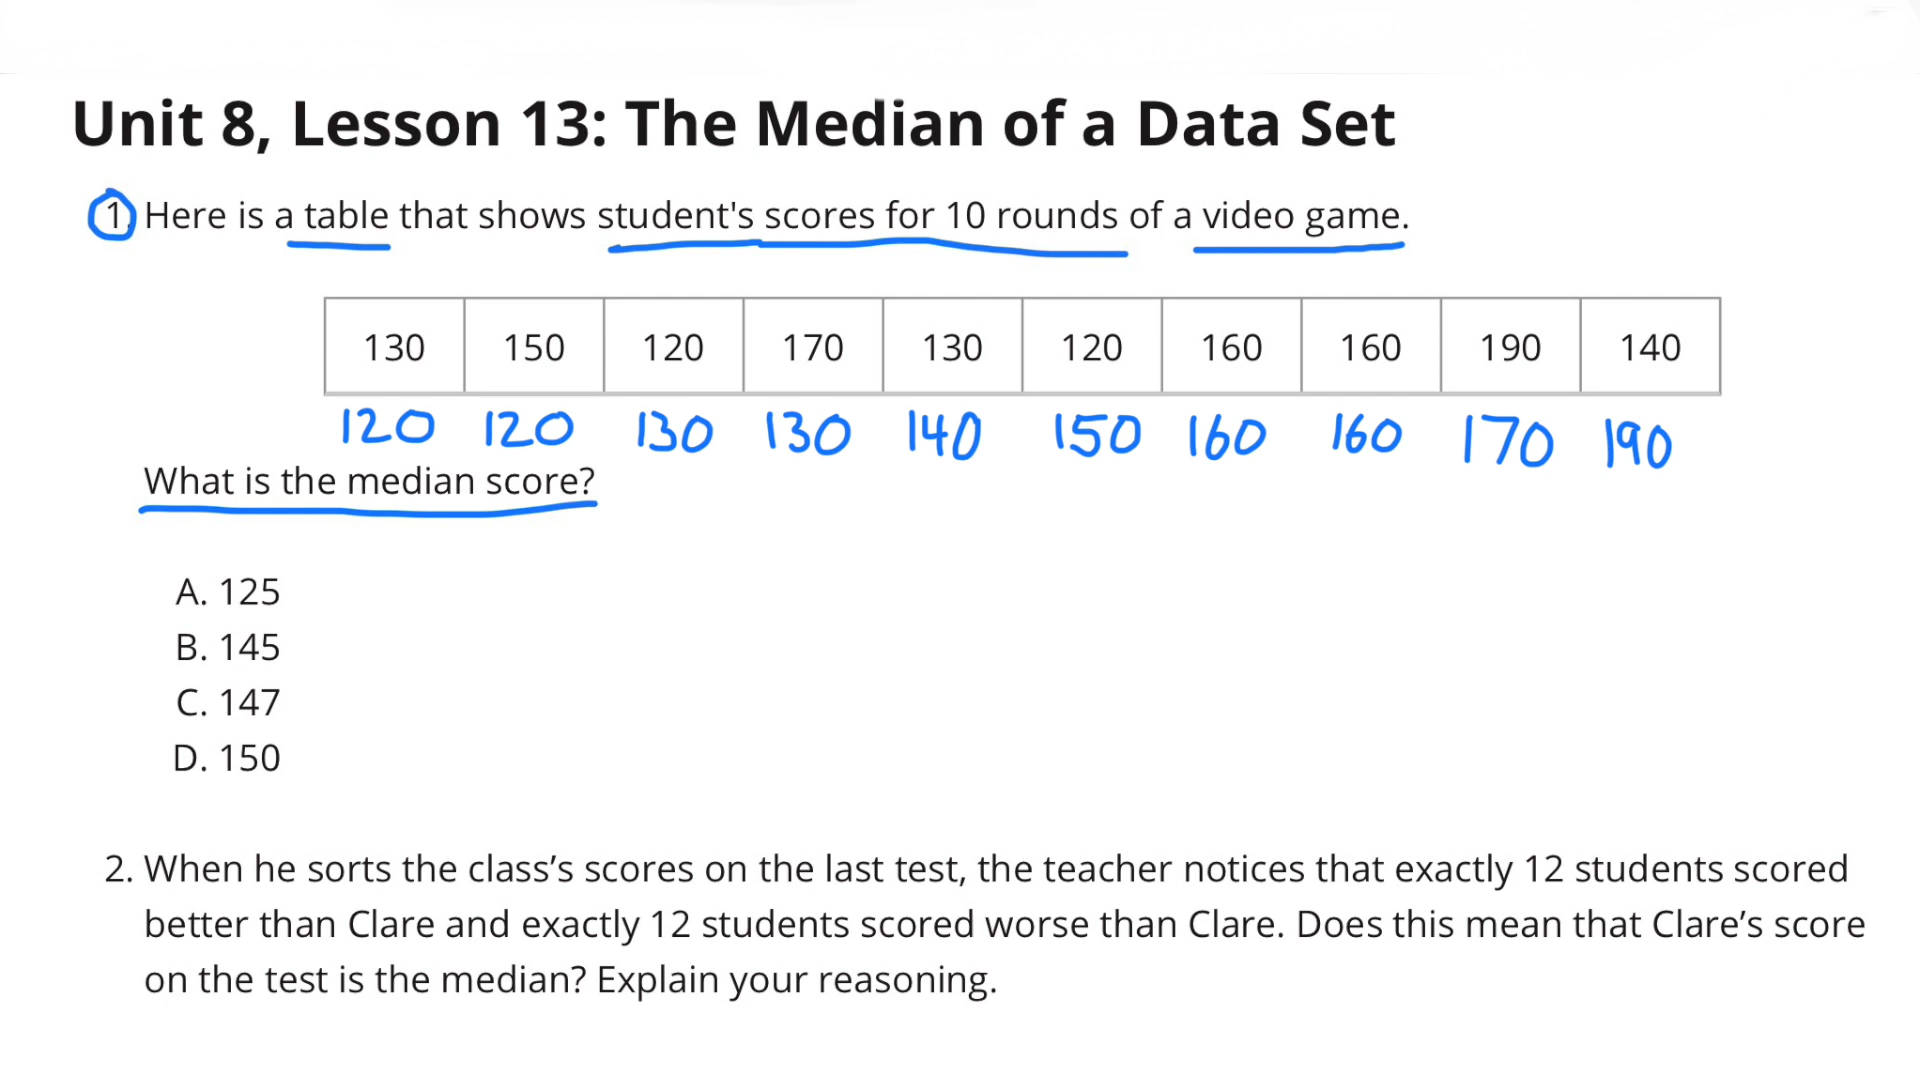 Unit 8, Lesson 13: The Median of a Data Set
1. Here is a table that shows student's scores for 10 rounds of a video game.
130 150 120 170 130 120 160 160 190 140
120 120 130 130 140 150 160 160 170 190
What is the median score?
A. 125
B. 145
C. 147
D. 150
2. When he sorts the class’s scores on the last test, the teacher notices that exactly 12 students scored
better than Clare and exactly 12 students scored worse than Clare. Does this mean that Clare’s score
on the test is the median? Explain your reasoning.